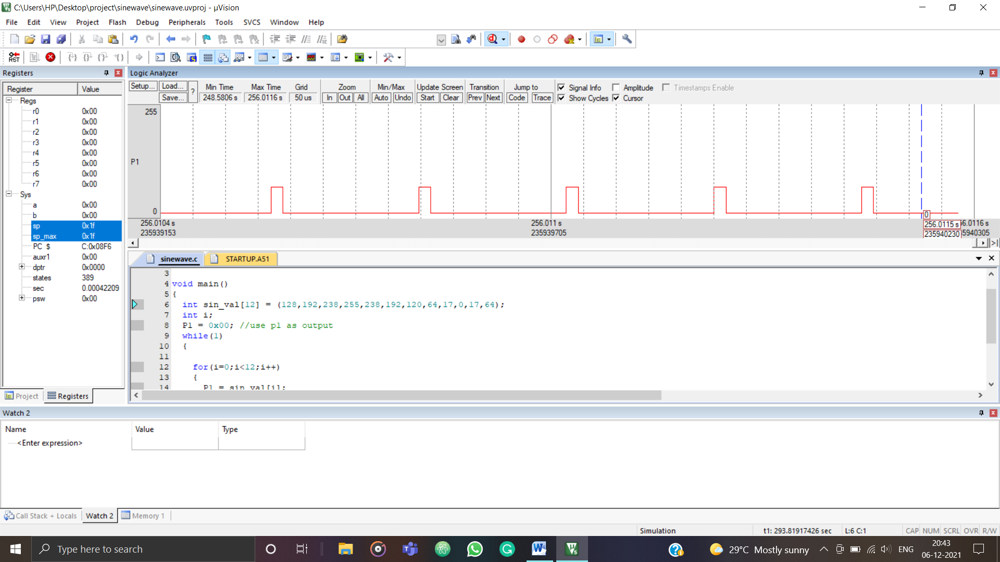 C:\Users\HP\Desktop\project\sinewave\sinewave.uvproj - µVision
File Edit View Project Flash Debug Peripherals Tools SVCS Window Help
RST
Registers
Register Value
Regs
r0 0x00
r1 0x00
r2 0x00
r3 0x00
r4 0x00
r5 0x00
r6 0x00
r7 0x00
Sys
a 0x00
b 0x00
sp 0x1f
sp_max 0x1f
PC $ C:0x08F6
auxr1 0x00
dptr 0x0000
states 389
sec 0.00042209
psw 0x00
Project Registers
Logic Analyzer
Setup... Load... ? Min Time Max Time Grid Zoom Min/Max Update Screen Transition Jump to Signal Info Amplitude Timestamps Enable
Save... 248.5806 s 256.0116 s 50 us In Out All Auto Undo Start Clear Prev Next Code Trace Show Cycles Cursor
255
P1
0
0
256.0104 s 256.011 s 256.0115 s 6.0116 s
235939153 235939705 235940230 5940305
sinewave.c STARTUP.A51
3
4 void main()
5 {
6 int sin_val[12] = (128,192,238,255,238,192,120,64,17,0,17,64);
7 int i;
8 P1 = 0x00; //use p1 as output
9 while(1)
10 {
11
12 for(i=0;i<12;i++)
13 {
14 P1 = sin_val[i];
Watch 2
Name Value Type
<Enter expression>
Call Stack + Locals Watch 2 Memory 1
Simulation t1: 293.81917426 sec L:6 C:1 CAP NUM SCRL OVR R/W
Type here to search
29°C Mostly sunny ENG
20:43
06-12-2021